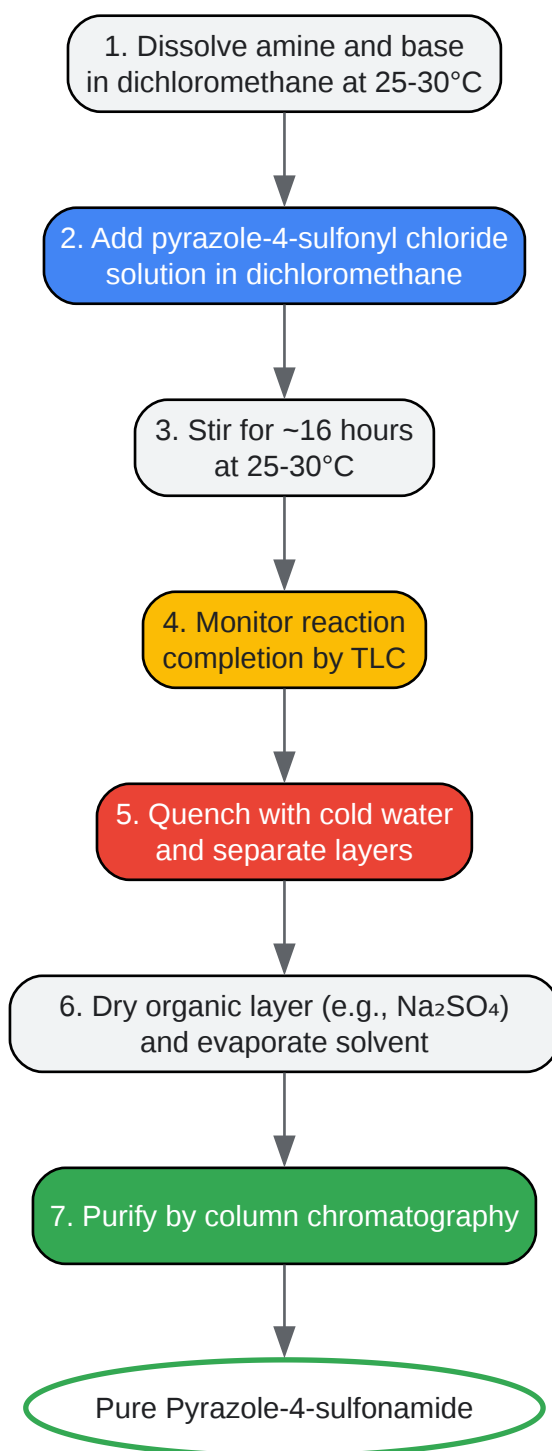 1. Dissolve amine and base
in dichloromethane at 25-30°C
2. Add pyrazole-4-sulfonyl chloride
solution in dichloromethane
3. Stir for ~16 hours
at 25-30°C
4. Monitor reaction
completion by TLC
5. Quench with cold water
and separate layers
6. Dry organic layer (e.g., Na₂SO₄)
and evaporate solvent
7. Purify by column chromatography
Pure Pyrazole-4-sulfonamide